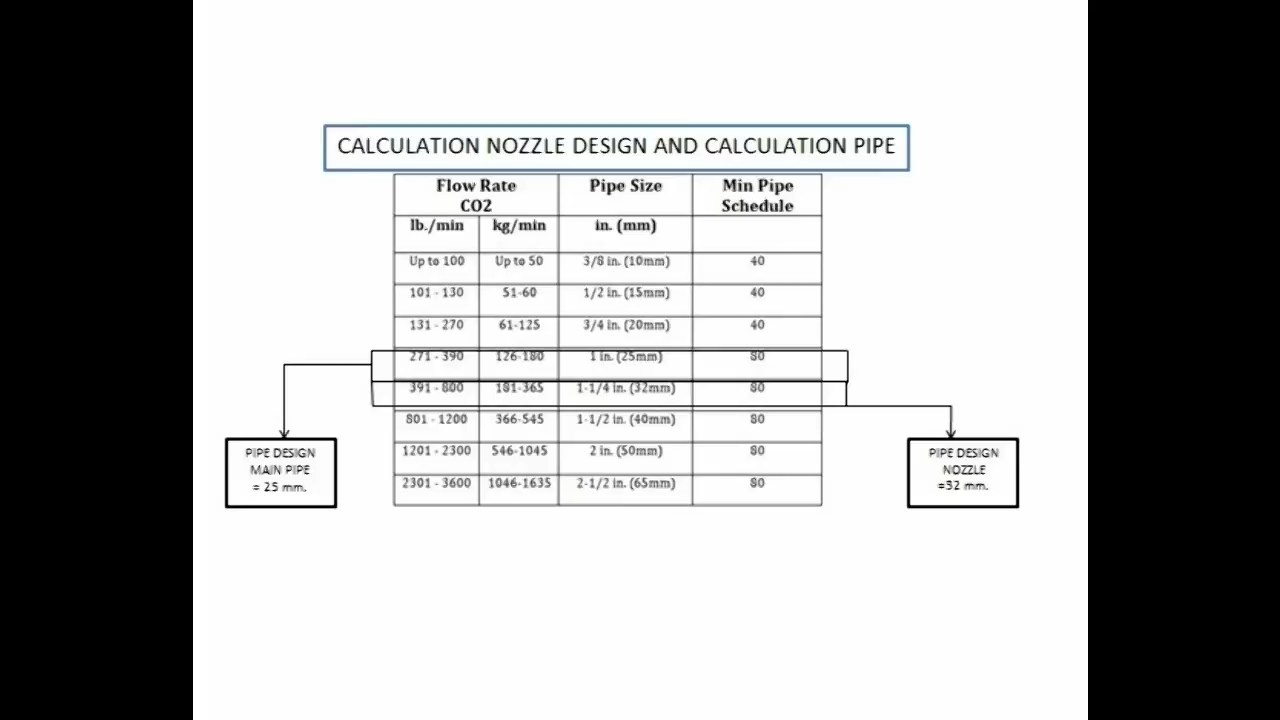 CALCULATION NOZZLE DESIGN AND CALCULATION PIPE
Flow Rate CO2 Pipe Size Min Pipe Schedule
lb./min kg/min in. (mm)
Up to 100 Up to 50 3/8 in. (10mm) 40
101 - 130 51-60 1/2 in. (15mm) 40
131 - 270 61-125 3/4 in. (20mm) 40
271 - 390 126-180 1 in. (25mm) 80
391 - 800 181-365 1-1/4 in. (32mm) 80
801 - 1200 366-545 1-1/2 in. (40mm) 80
1201 - 2300 546-1045 2 in. (50mm) 80
2301 - 3600 1046-1635 2-1/2 in. (65mm) 80
PIPE DESIGN
MAIN PIPE
= 25 mm.
PIPE DESIGN
NOZZLE
=32 mm.